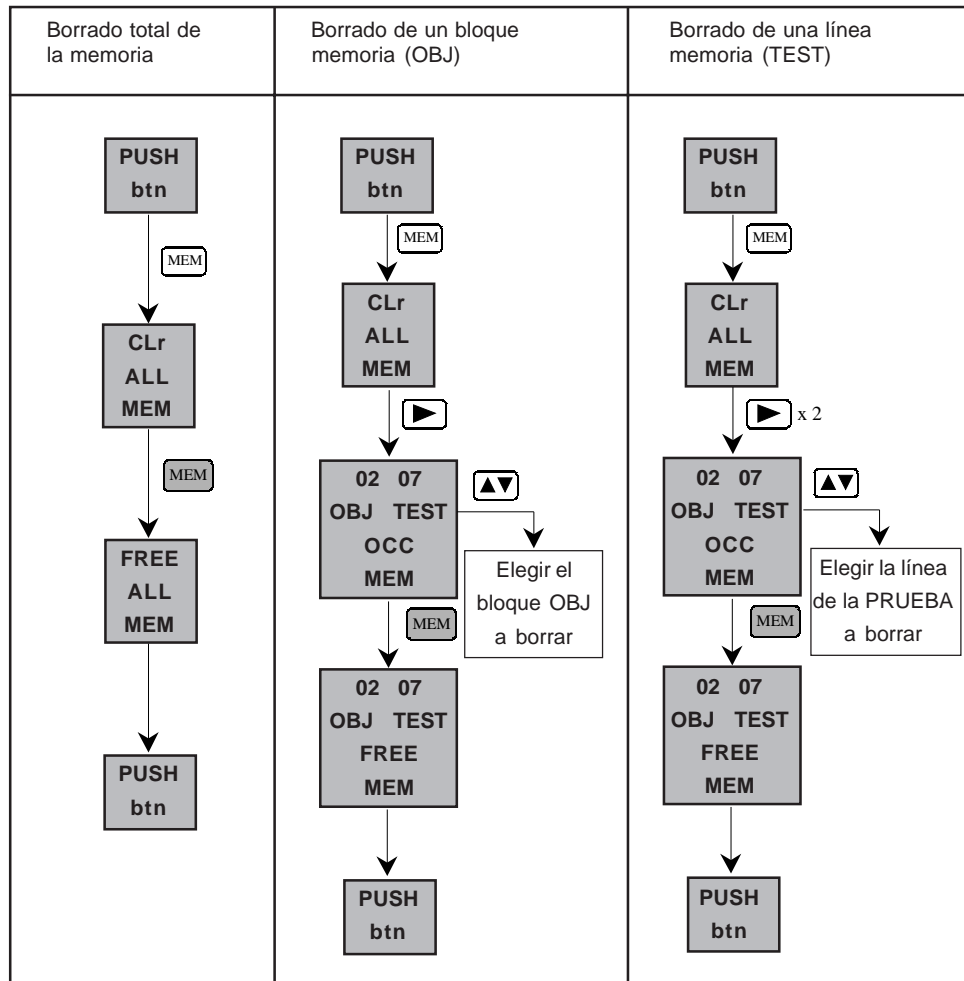 Borrado total de
la memoria
PUSH
btn
MEM
CLr
ALL
MEM
MEM
FREE
ALL
MEM
PUSH
btn
Borrado de un bloque
memoria (OBJ)
PUSH
btn
MEM
CLr
ALL
MEM
02 07
OBJ TEST
OCC
MEM
Elegir el
bloque OBJ
a borrar
MEM
02 07
OBJ TEST
FREE
MEM
PUSH
btn
Borrado de una línea
memoria (TEST)
PUSH
btn
MEM
CLr
ALL
MEM
x 2
02 07
OBJ TEST
OCC
MEM
Elegir la línea
de la PRUEBA
a borrar
MEM
02 07
OBJ TEST
FREE
MEM
PUSH
btn